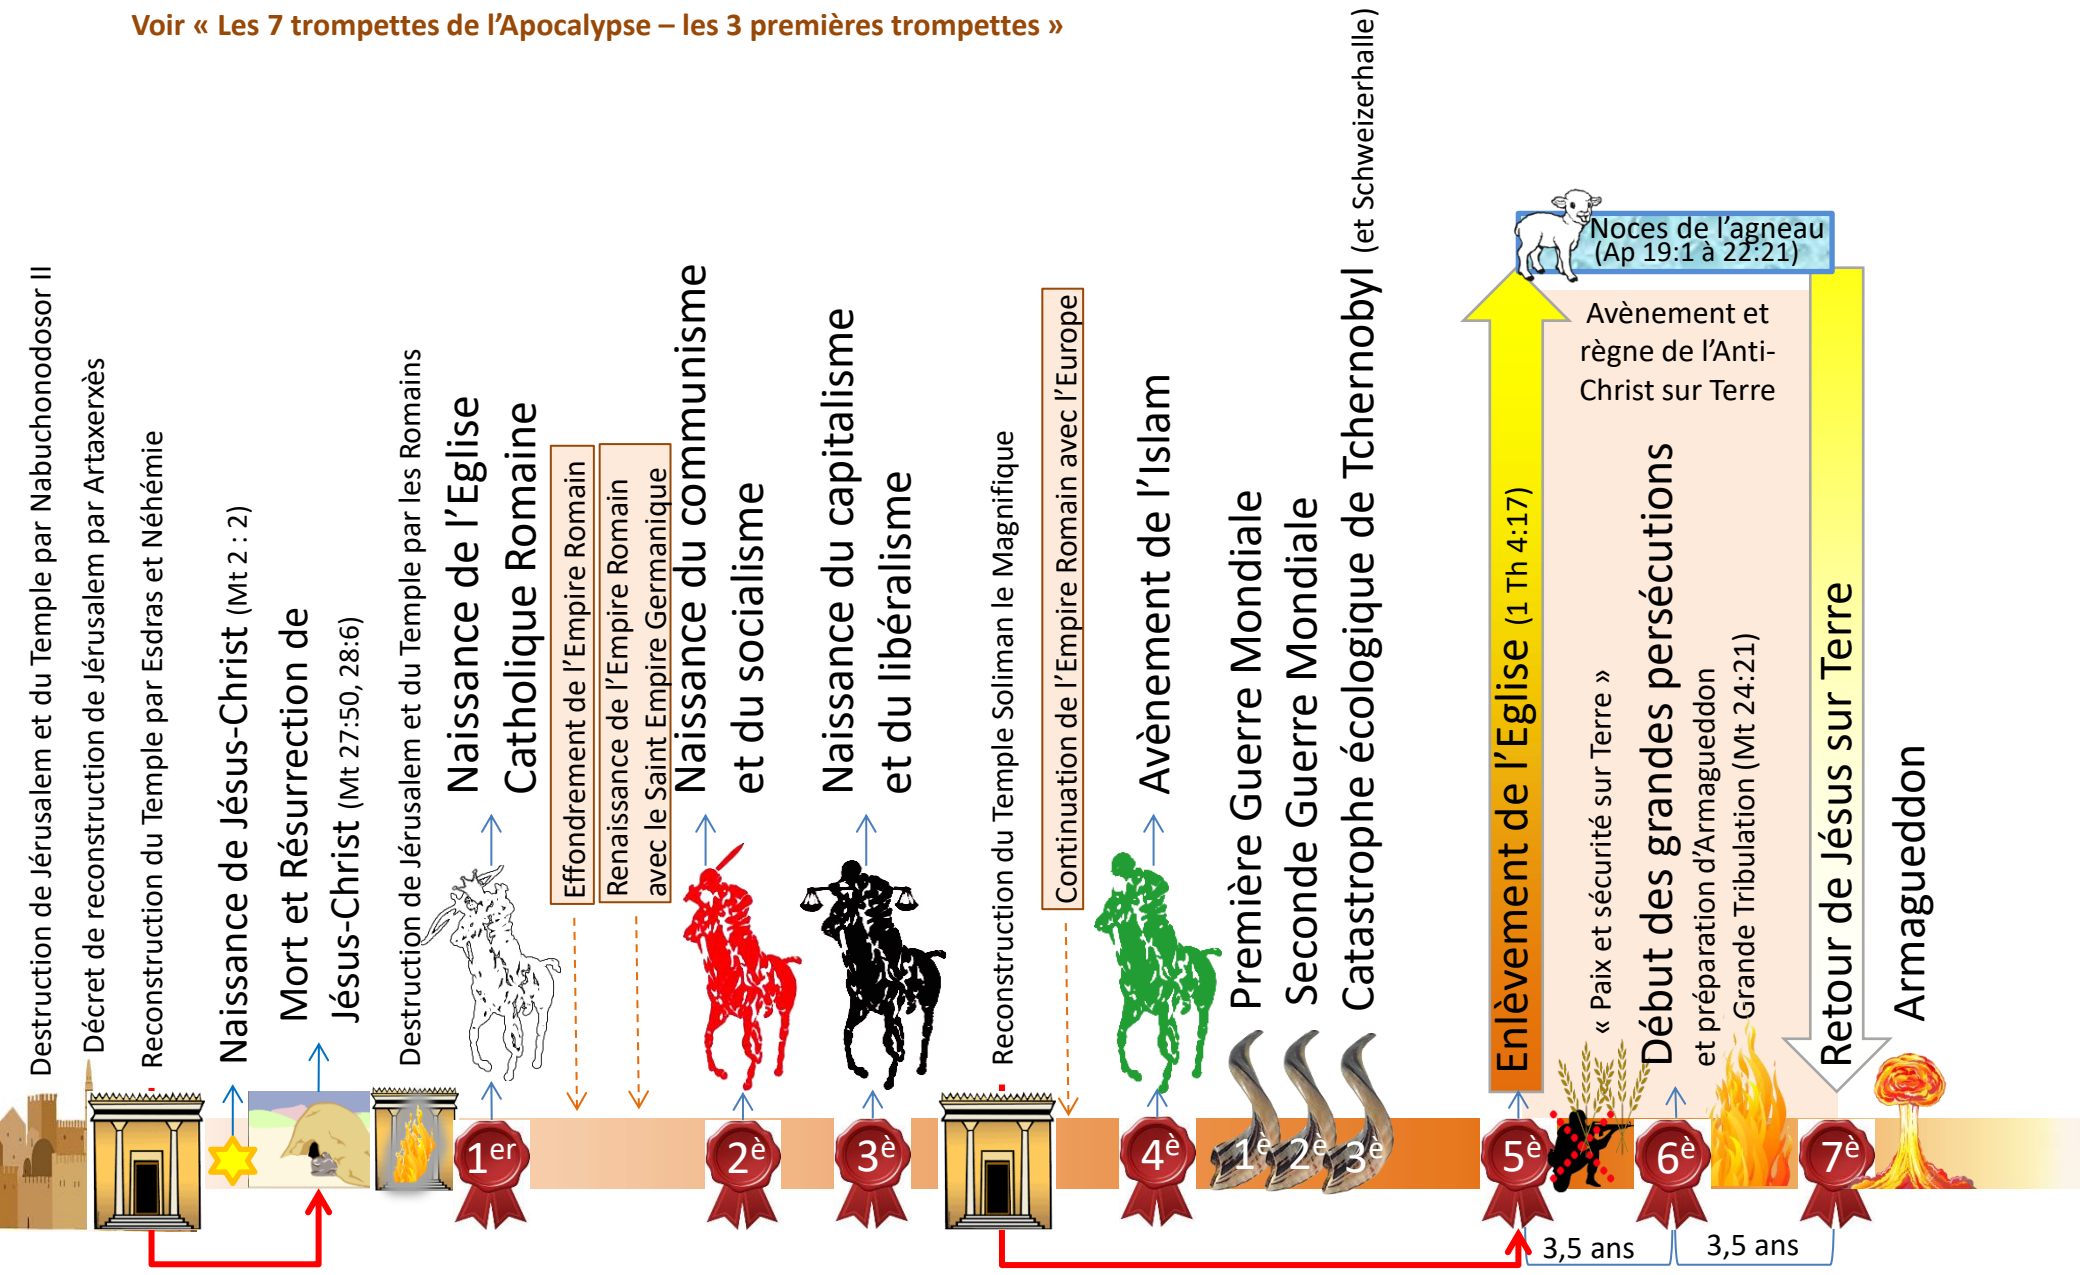 Voir « Les 7 trompettes de l’Apocalypse – les 3 premières trompettes »
Destruction de Jérusalem et du Temple par Nabuchonodosor II
Décret de reconstruction de Jérusalem par Artaxerxès
Reconstruction du Temple par Esdras et Néhémie
Naissance de Jésus-Christ (Mt 2 : 2)
Mort et Résurrection de
Jésus-Christ (Mt 27:50, 28:6)
Destruction de Jérusalem et du Temple par les Romains
Naissance de l’Eglise
Catholique Romaine
Effondrement de l’Empire Romain
Renaissance de l’Empire Romain
avec le Saint Empire Germanique
Naissance du communisme
et du socialisme
Naissance du capitalisme
et du libéralisme
Reconstruction du Temple Soliman le Magnifique
Continuation de l’Empire Romain avec l’Europe
Avènement de l’Islam
Première Guerre Mondiale
Seconde Guerre Mondiale
Catastrophe écologique de Tchernobyl (et Schweizerhalle)
Enlèvement de l’Eglise (1 Th 4:17)
Noces de l’agneau
(Ap 19:1 à 22:21)
Avènement et
règne de l’Anti-
Christ sur Terre
« Paix et sécurité sur Terre »
Début des grandes persécutions
et préparation d’Armagueddon
Grande Tribulation (Mt 24:21)
Retour de Jésus sur Terre
Armagueddon
1er
2è
3è
4è
1è
2è
3è
5è
6è
7è
3,5 ans
3,5 ans